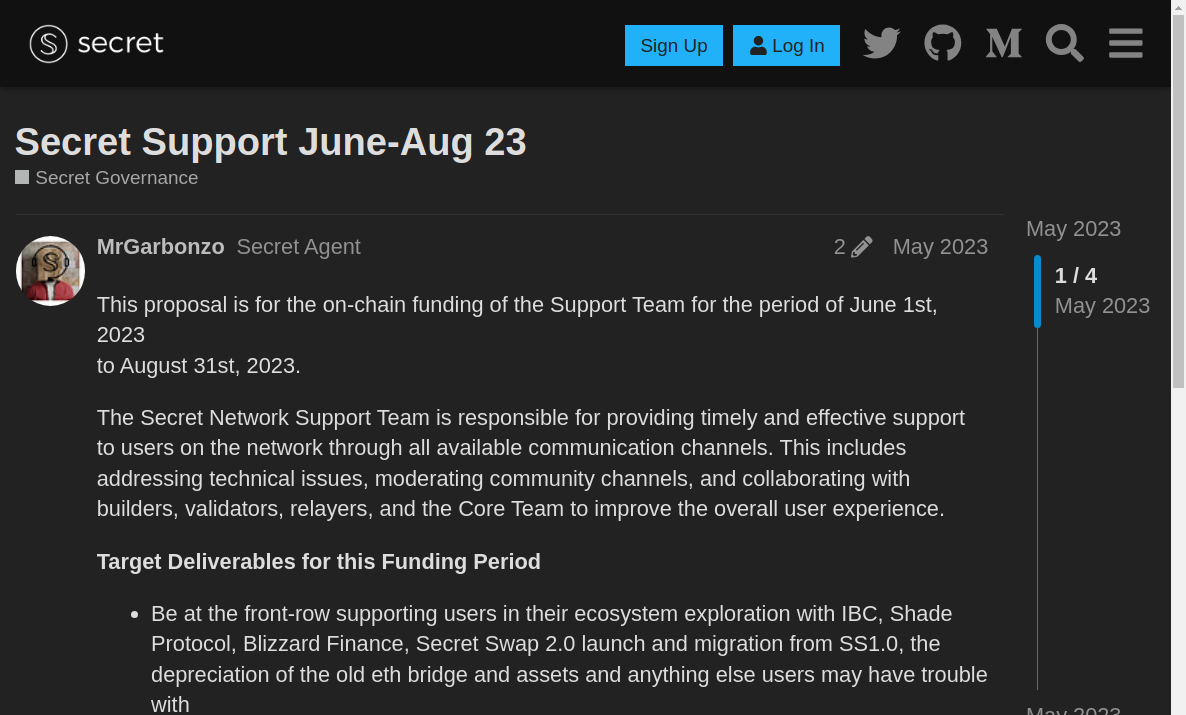 secret
Sign Up
Log In
Secret Support June-Aug 23
Secret Governance
MrGarbonzo Secret Agent 2 May 2023
This proposal is for the on-chain funding of the Support Team for the period of June 1st,
2023
to August 31st, 2023.
The Secret Network Support Team is responsible for providing timely and effective support
to users on the network through all available communication channels. This includes
addressing technical issues, moderating community channels, and collaborating with
builders, validators, relayers, and the Core Team to improve the overall user experience.
Target Deliverables for this Funding Period
• Be at the front-row supporting users in their ecosystem exploration with IBC, Shade
Protocol, Blizzard Finance, Secret Swap 2.0 launch and migration from SS1.0, the
depreciation of the old eth bridge and assets and anything else users may have trouble
with
May 2023
1 / 4
May 2023
May 2023